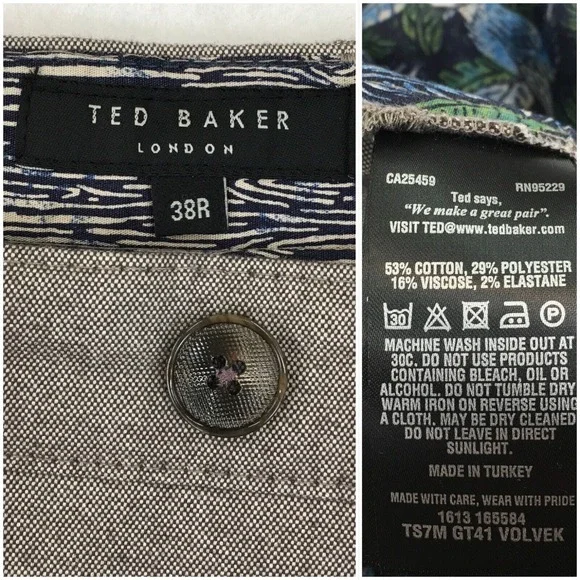 TED BAKER
LONDON
38R
CA25459 RN95229
Ted says,
"We make a great pair".
VISIT TED@www.tedbaker.com
53% COTTON, 29% POLYESTER
16% VISCOSE, 2% ELASTANE
30 P
MACHINE WASH INSIDE OUT AT
30C. DO NOT USE PRODUCTS
CONTAINING BLEACH, OIL OR
ALCOHOL. DO NOT TUMBLE DRY
WARM IRON ON REVERSE USING
A CLOTH. MAY BE DRY CLEANED
DO NOT LEAVE IN DIRECT
SUNLIGHT.
MADE IN TURKEY
MADE WITH CARE, WEAR WITH PRIDE
1613 165584
TS7M GT41 VOLVEK